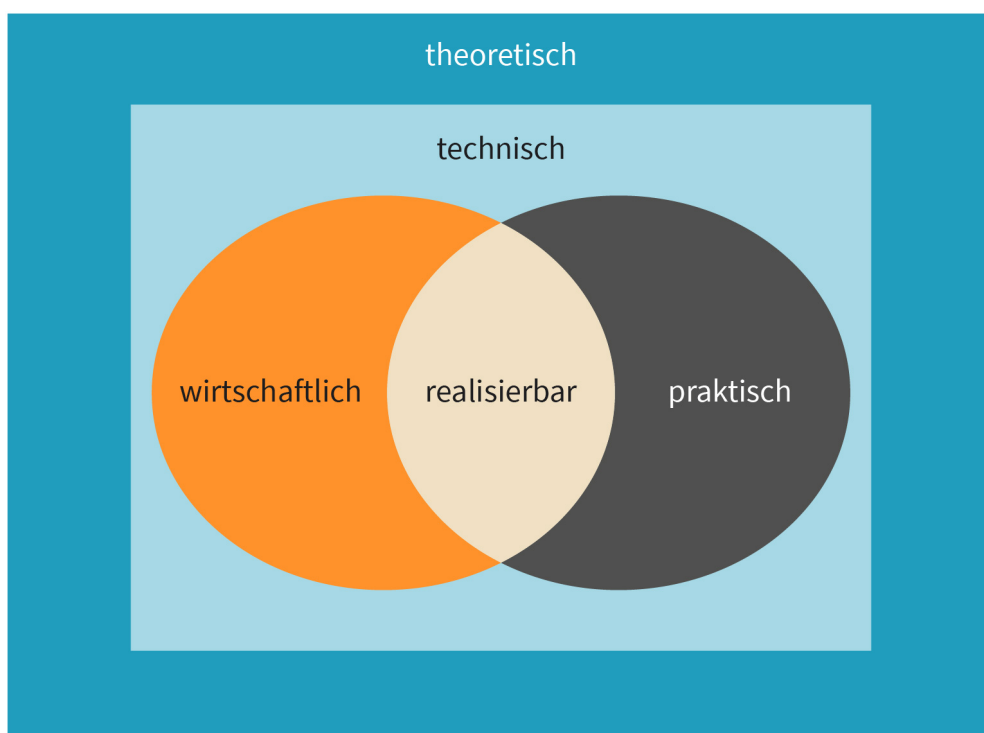 theoretisch
technisch
wirtschaftlich
realisierbar
praktisch